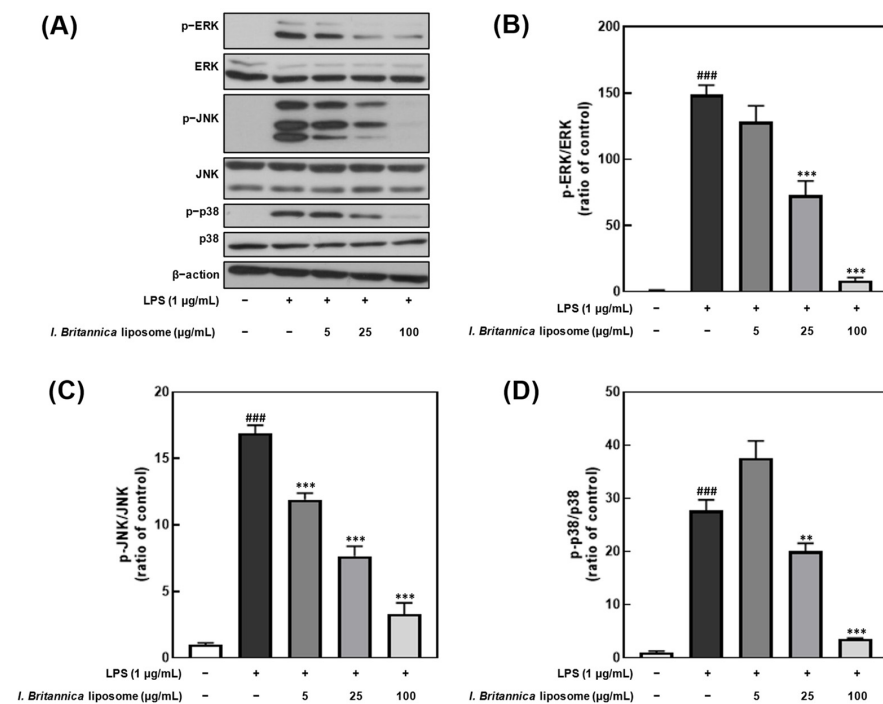 (A)
p−ERK
ERK
p−JNK
JNK
p−p38
p38
β−action
LPS (1 μg/mL) − + + + +
I. Britannica liposome (μg/mL) − − 5 25 100
(B)
p-ERK/ERK
(ratio of control)
200
150
100
50
0
###
***
***
LPS (1 μg/mL) − + + + +
I. Britannica liposome (μg/mL) − − 5 25 100
(C)
p-JNK/JNK
(ratio of control)
20
15
10
5
0
###
***
***
***
LPS (1 μg/mL) − + + + +
I. Britannica liposome (μg/mL) − − 5 25 100
(D)
p-p38/p38
(ratio of control)
50
40
30
20
10
0
###
**
***
LPS (1 μg/mL) − + + + +
I. Britannica liposome (μg/mL) − − 5 25 100